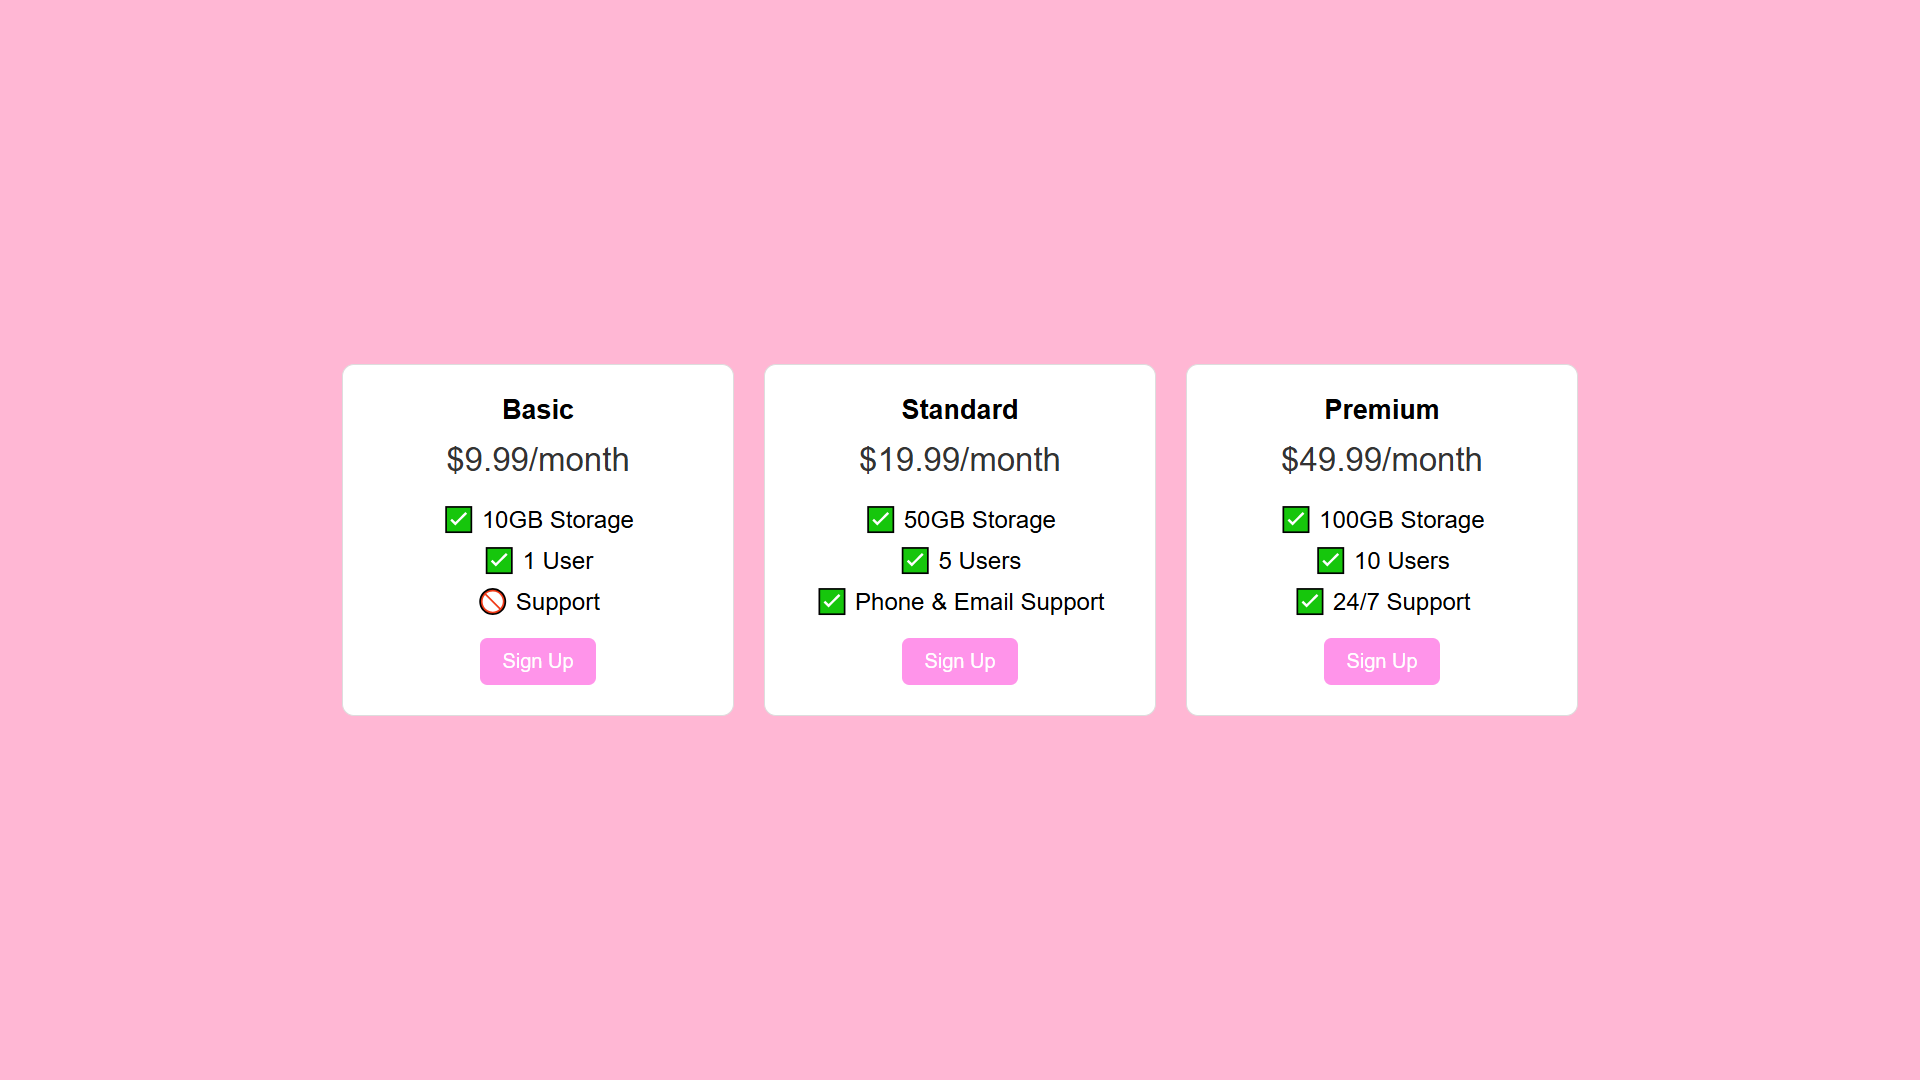 Basic
$9.99/month
✅ 10GB Storage
✅ 1 User
🚫 Support
Sign Up
Standard
$19.99/month
✅ 50GB Storage
✅ 5 Users
✅ Phone & Email Support
Sign Up
Premium
$49.99/month
✅ 100GB Storage
✅ 10 Users
✅ 24/7 Support
Sign Up